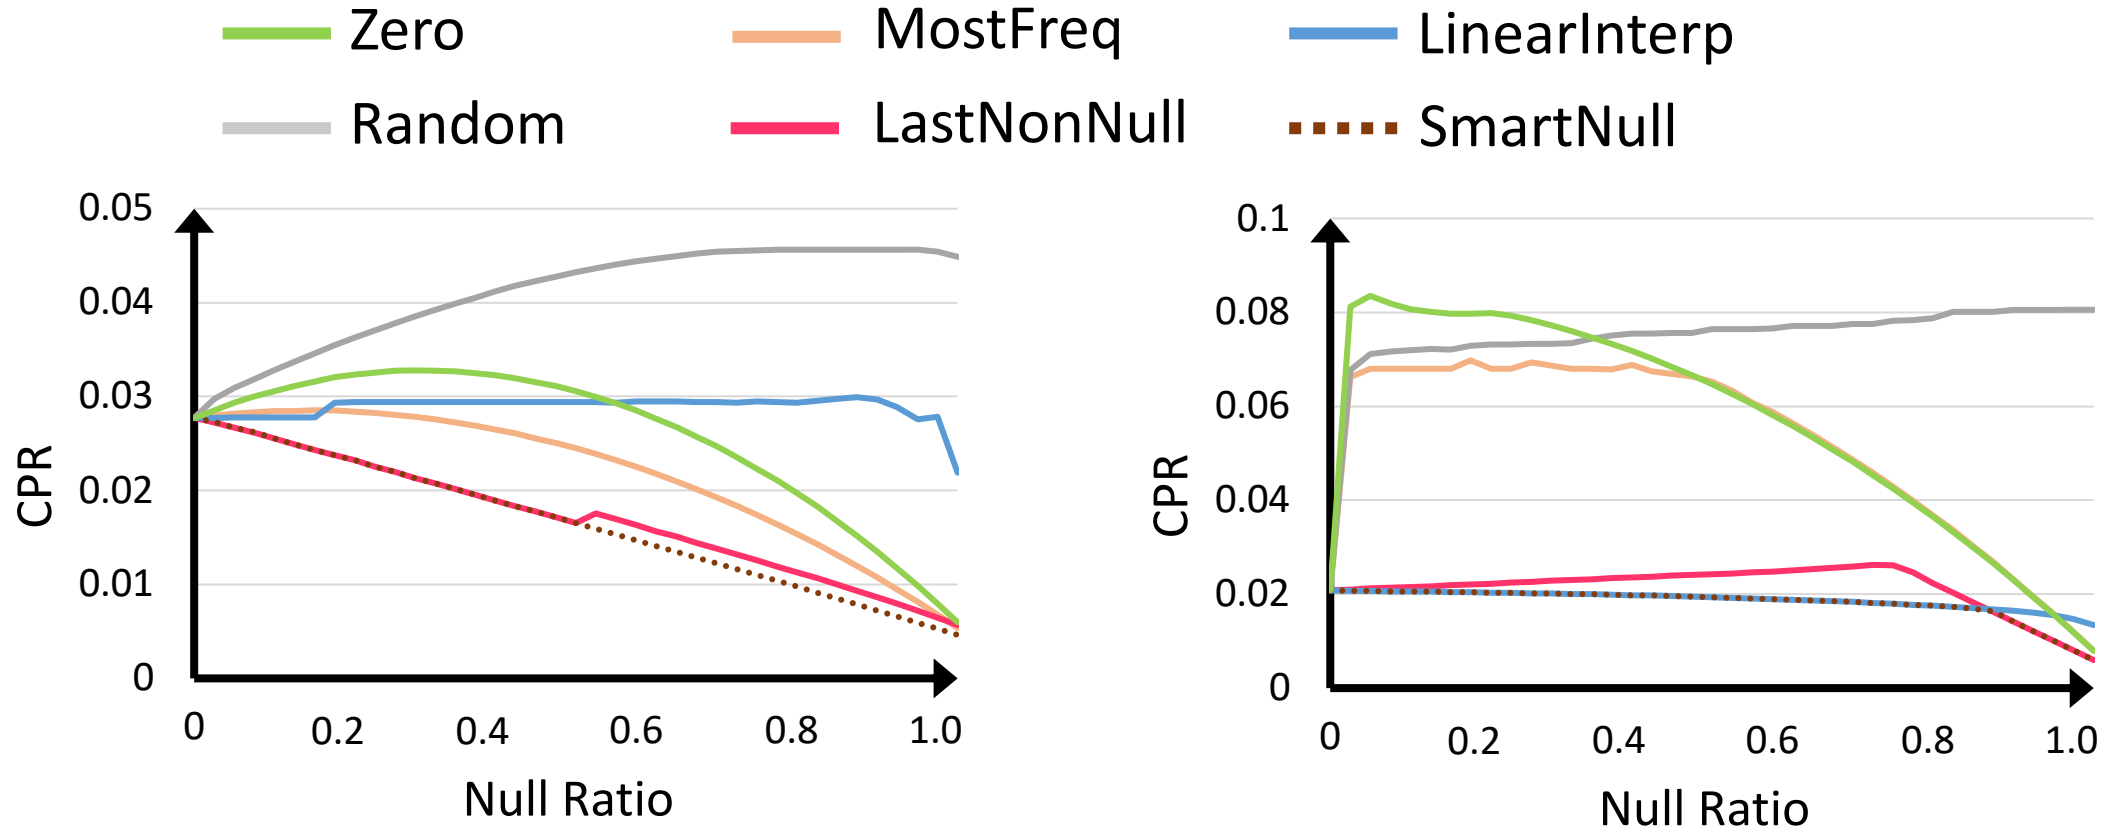 Zero MostFreq LinearInterp
Random LastNonNull SmartNull
0.05
0.04
0.03
0.02
0.01
0
CPR
0 0.2 0.4 0.6 0.8 1.0
Null Ratio
0.1
0.08
0.06
0.04
0.02
0
CPR
0 0.2 0.4 0.6 0.8 1.0
Null Ratio